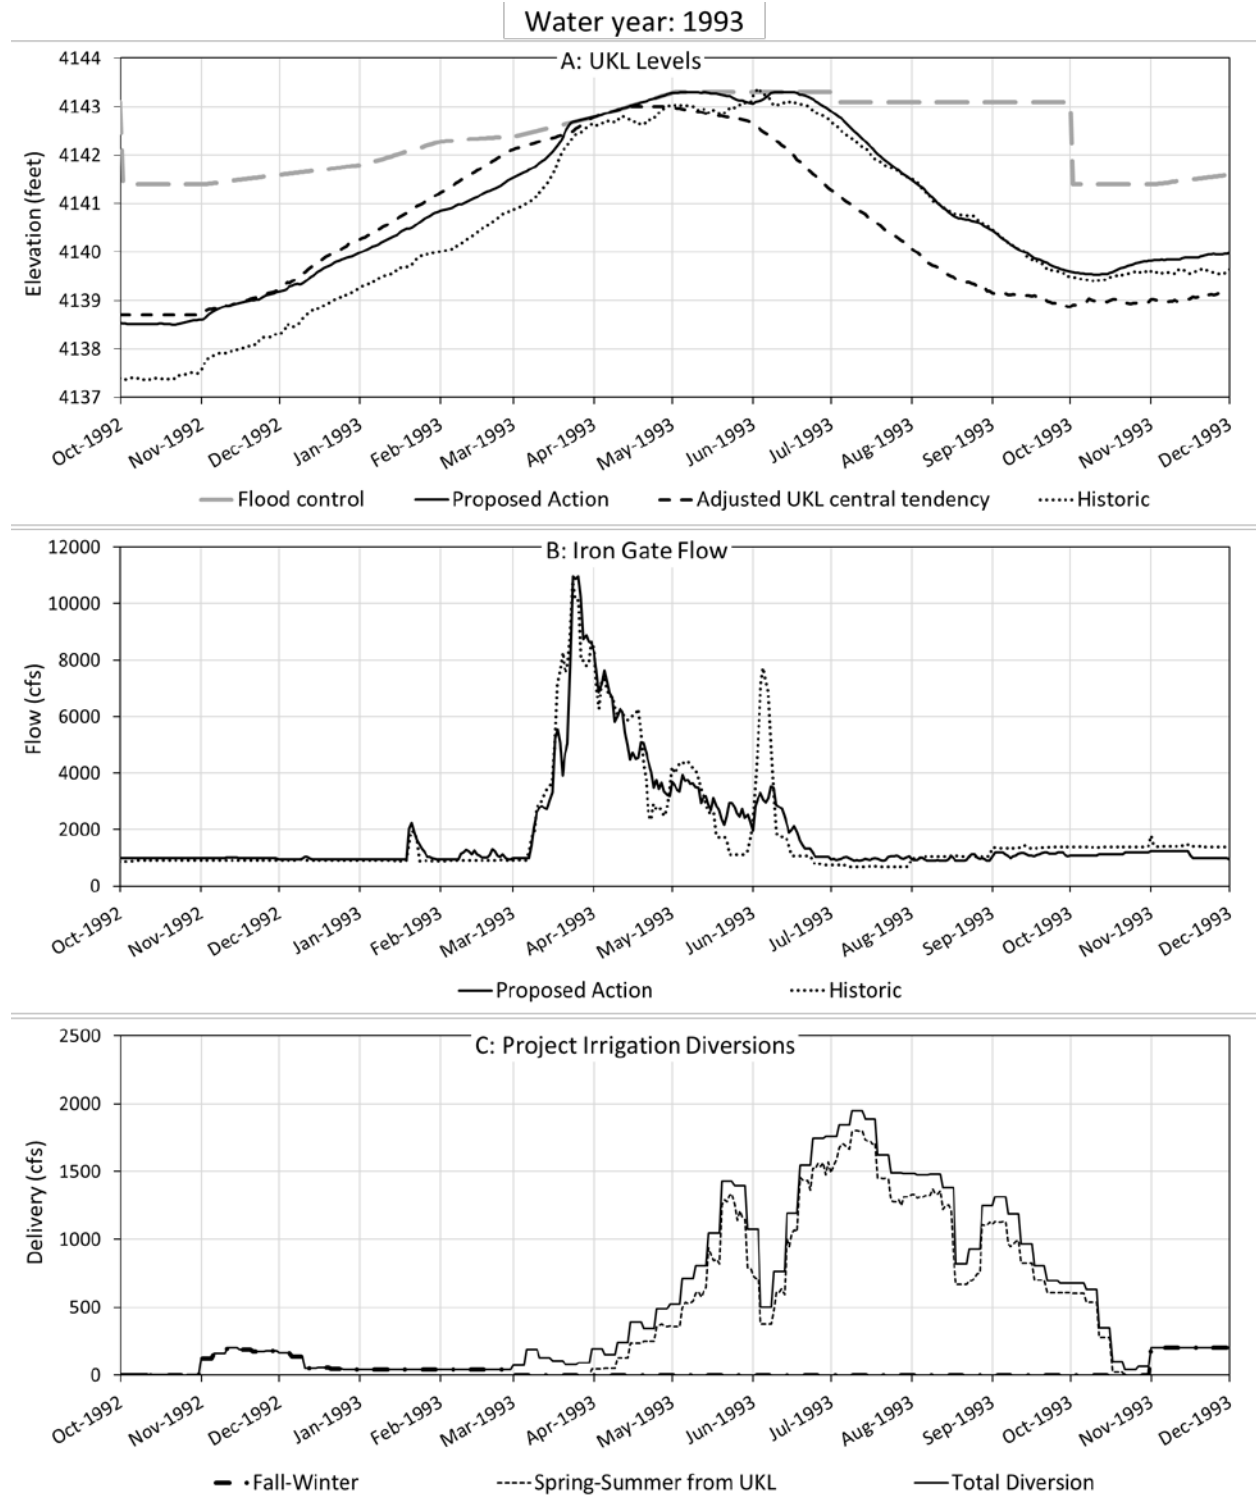 Water year: 1993
A: UKL Levels
4144
4143
4142
4141
4140
4139
4138
4137
Elevation (feet)
Oct-1992 Nov-1992 Dec-1992 Jan-1993 Feb-1993 Mar-1993 Apr-1993 May-1993 Jun-1993 Jul-1993 Aug-1993 Sep-1993 Oct-1993 Nov-1993 Dec-1993
Flood control Proposed Action Adjusted UKL central tendency Historic
B: Iron Gate Flow
12000
10000
8000
6000
4000
2000
0
Flow (cfs)
Oct-1992 Nov-1992 Dec-1992 Jan-1993 Feb-1993 Mar-1993 Apr-1993 May-1993 Jun-1993 Jul-1993 Aug-1993 Sep-1993 Oct-1993 Nov-1993 Dec-1993
Proposed Action Historic
C: Project Irrigation Diversions
2500
2000
1500
1000
500
0
Delivery (cfs)
Oct-1992 Nov-1992 Dec-1992 Jan-1993 Feb-1993 Mar-1993 Apr-1993 May-1993 Jun-1993 Jul-1993 Aug-1993 Sep-1993 Oct-1993 Nov-1993 Dec-1993
Fall-Winter Spring-Summer from UKL Total Diversion